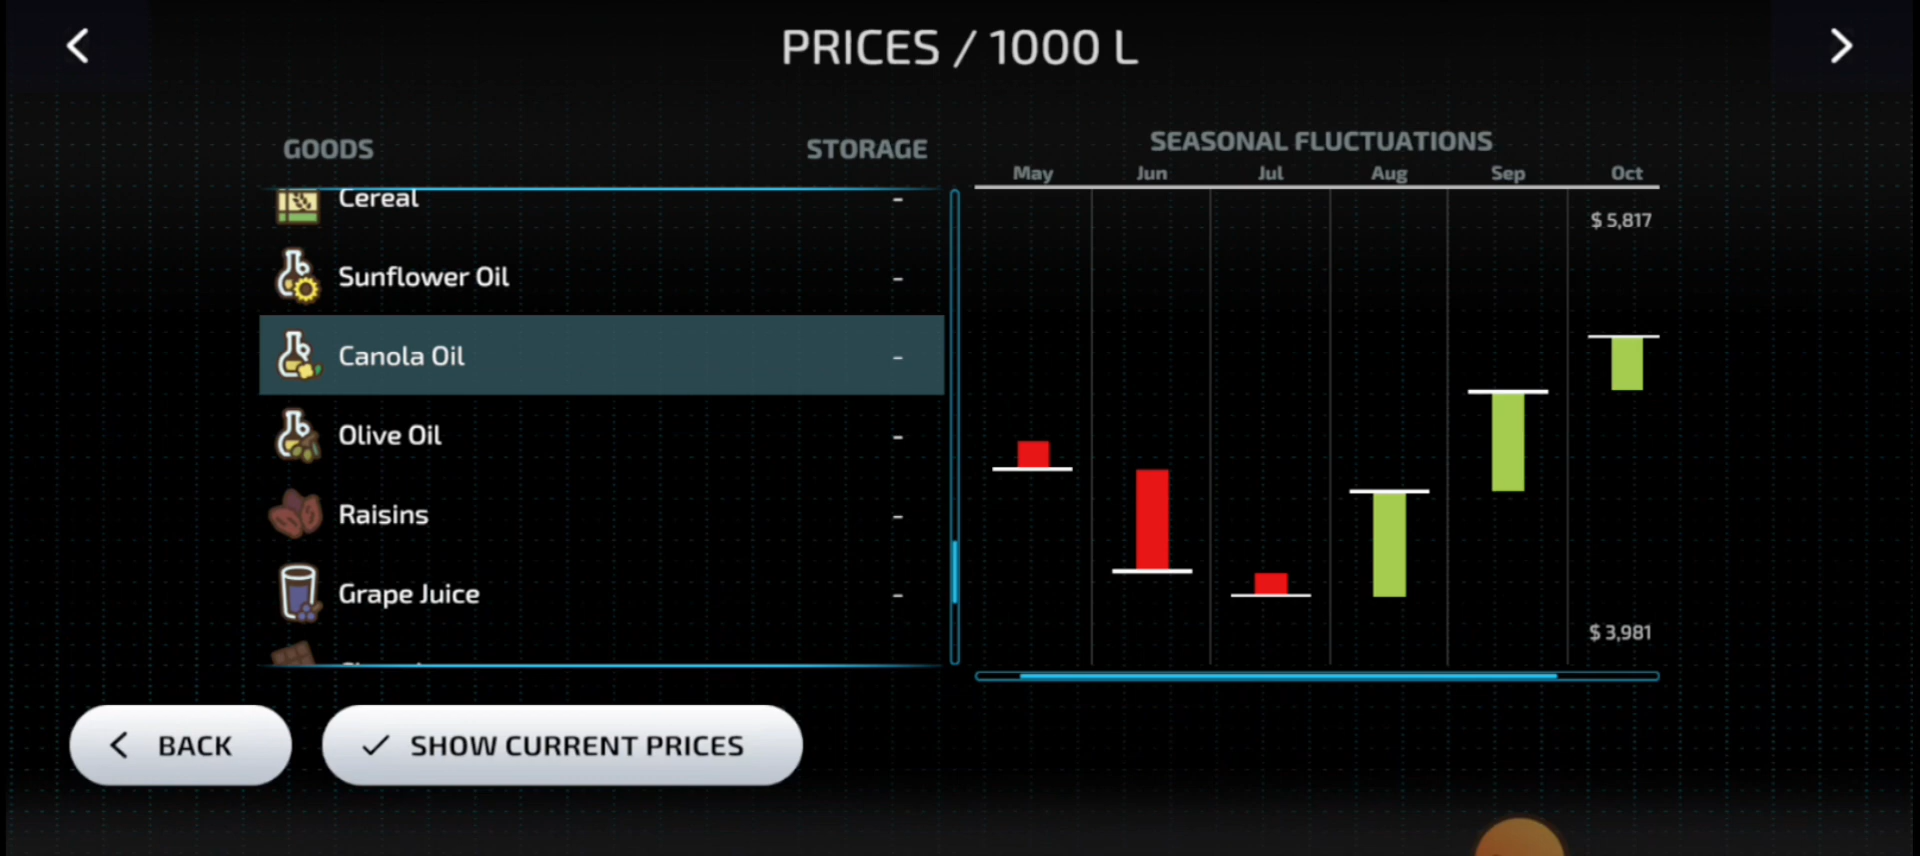 PRICES / 1000 L
GOODS
STORAGE
Cereal
-
Sunflower Oil
-
Canola Oil
-
Olive Oil
-
Raisins
-
Grape Juice
-
SEASONAL FLUCTUATIONS
May Jun Jul Aug Sep Oct
$ 5,817
$ 3,981
BACK
SHOW CURRENT PRICES